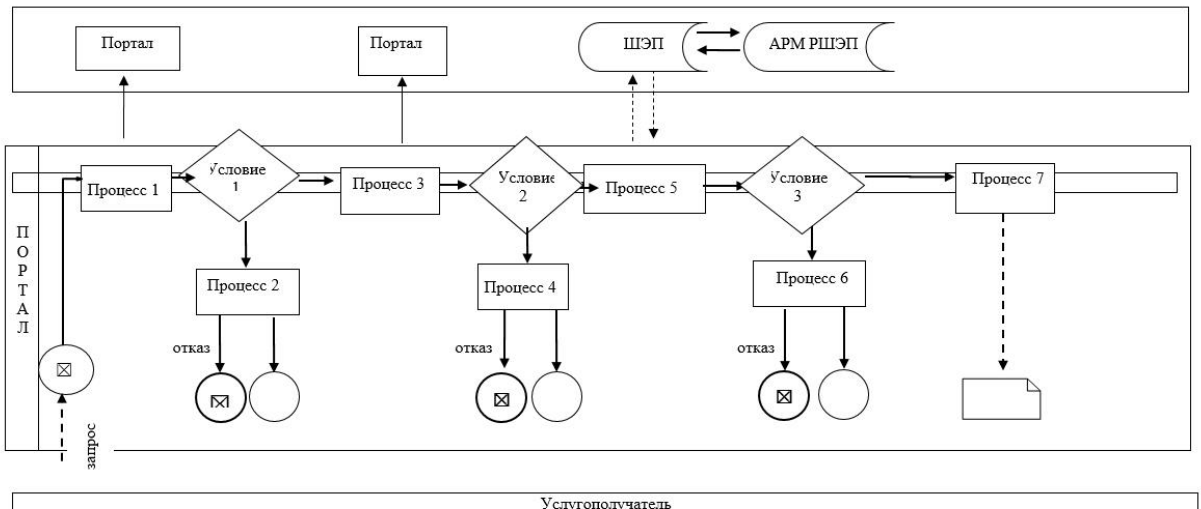 Портал
Портал
ШЭП
АРМ РШЭП
Процесс 1
Условие
1
Процесс 3
Условие
2
Процесс 5
Условие
3
Процесс 7
ПОРТАЛ
Процесс 2
Процесс 4
Процесс 6
отказ
отказ
отказ
запрос
Услугополучатель